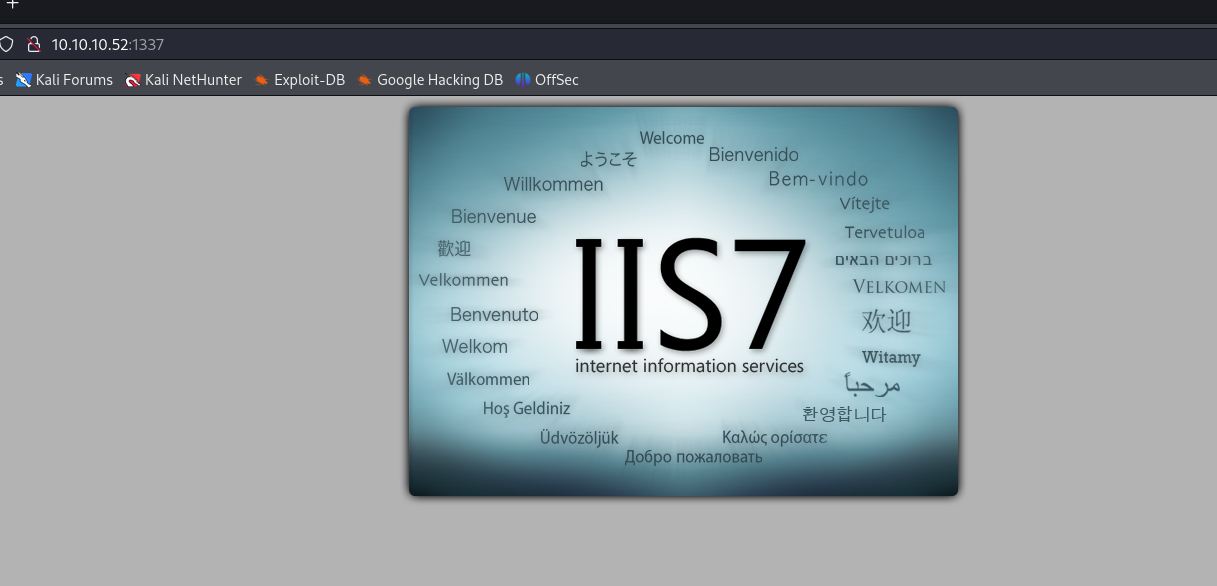 +
10.10.10.52:1337
s Kali Forums Kali NetHunter Exploit-DB Google Hacking DB OffSec
Welcome
ようこそ Bienvenido
Willkommen Bem-vindo
Vítejte
Bienvenue
Tervetuloa
歡迎
ברוכים הבאים
Velkommen VELKOMEN
IIS7
Benvenuto 欢迎
Welkom
Witamy
internet information services
Välkommen مرحباً
Hoş Geldiniz 환영합니다
Üdvözöljük Καλώς ορίσατε
Добро пожаловать